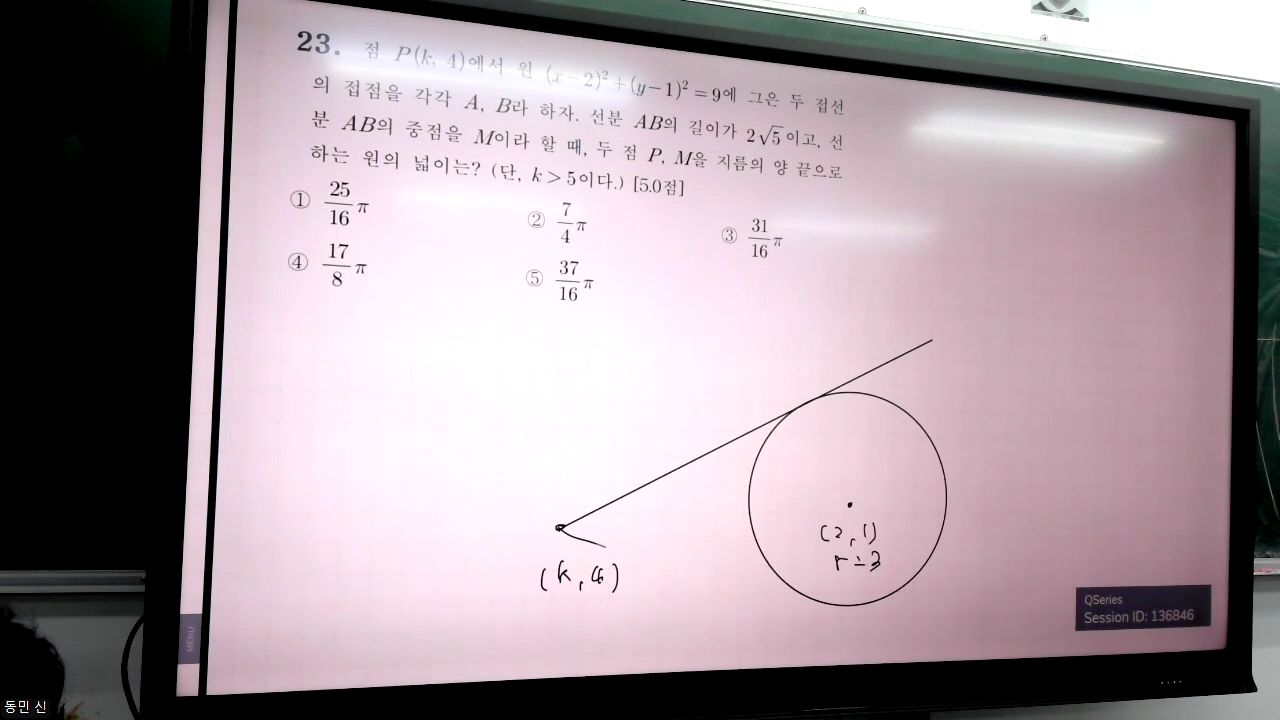 23. 점 P(k, 4)에서 원 (x-2)²+(y-1)²=9에 그은 두 접선
의 접점을 각각 A, B라 하자. 선분 AB의 길이가 2√5이고, 선
분 AB의 중점을 M이라 할 때, 두 점 P, M을 지름의 양 끝으로
하는 원의 넓이는? (단, k>5이다.) [5.0점]
① 25/16 π ② 7/4 π ③ 31/16 π
④ 17/8 π ⑤ 37/16 π
(2, 1)
r=3
(k, 4)
QSeries
Session ID: 136846
MENU
동민 신